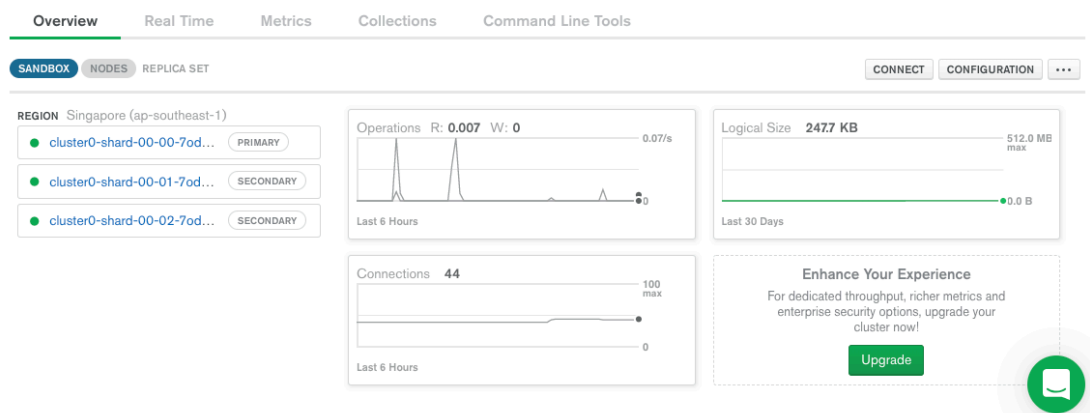 Overview Real Time Metrics Collections Command Line Tools
SANDBOX NODES REPLICA SET CONNECT CONFIGURATION ...
REGION Singapore (ap-southeast-1)
cluster0-shard-00-00-7od... PRIMARY
cluster0-shard-00-01-7od... SECONDARY
cluster0-shard-00-02-7od... SECONDARY
Operations R: 0.007 W: 0
0.07/s
0
Last 6 Hours
Logical Size 247.7 KB
512.0 MB
max
0.0 B
Last 30 Days
Connections 44
100
max
0
Last 6 Hours
Enhance Your Experience
For dedicated throughput, richer metrics and
enterprise security options, upgrade your
cluster now!
Upgrade